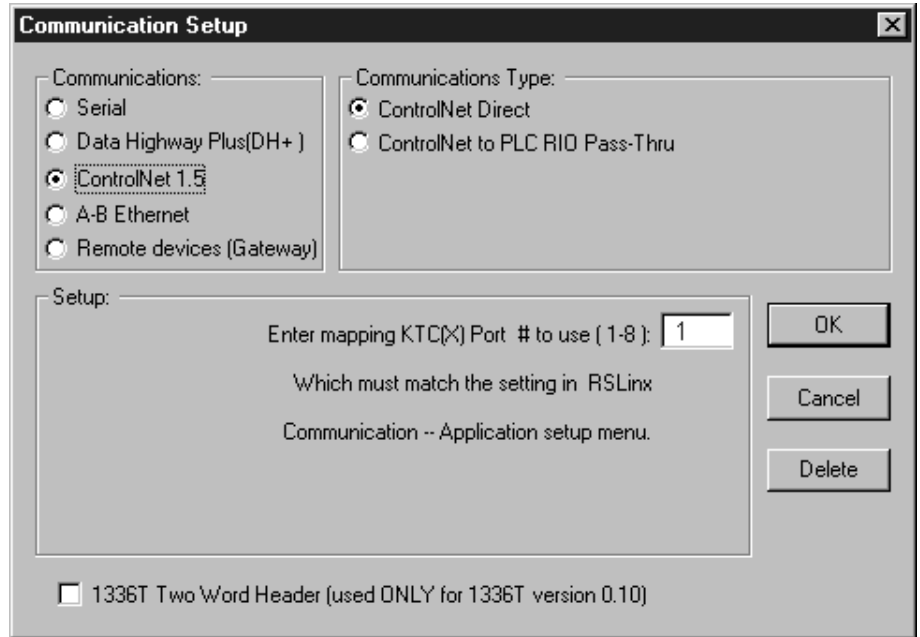 Communication Setup
Communications:
Serial
Data Highway Plus(DH+ )
ControlNet 1.5
A-B Ethernet
Remote devices (Gateway)
Communications Type:
ControlNet Direct
ControlNet to PLC RIO Pass-Thru
Setup:
Enter mapping KTC(X) Port # to use ( 1-8 ): 1
Which must match the setting in RSLinx
Communication -- Application setup menu.
OK
Cancel
Delete
1336T Two Word Header (used ONLY for 1336T version 0.10)